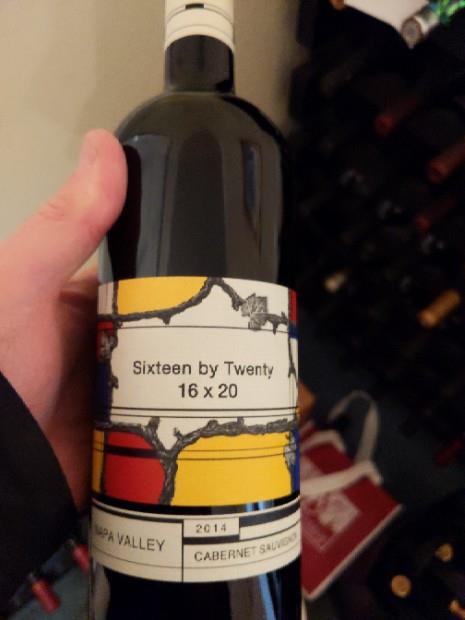 Sixteen by Twenty
16 x 20
NAPA VALLEY
2014
CABERNET SAUVIGNON